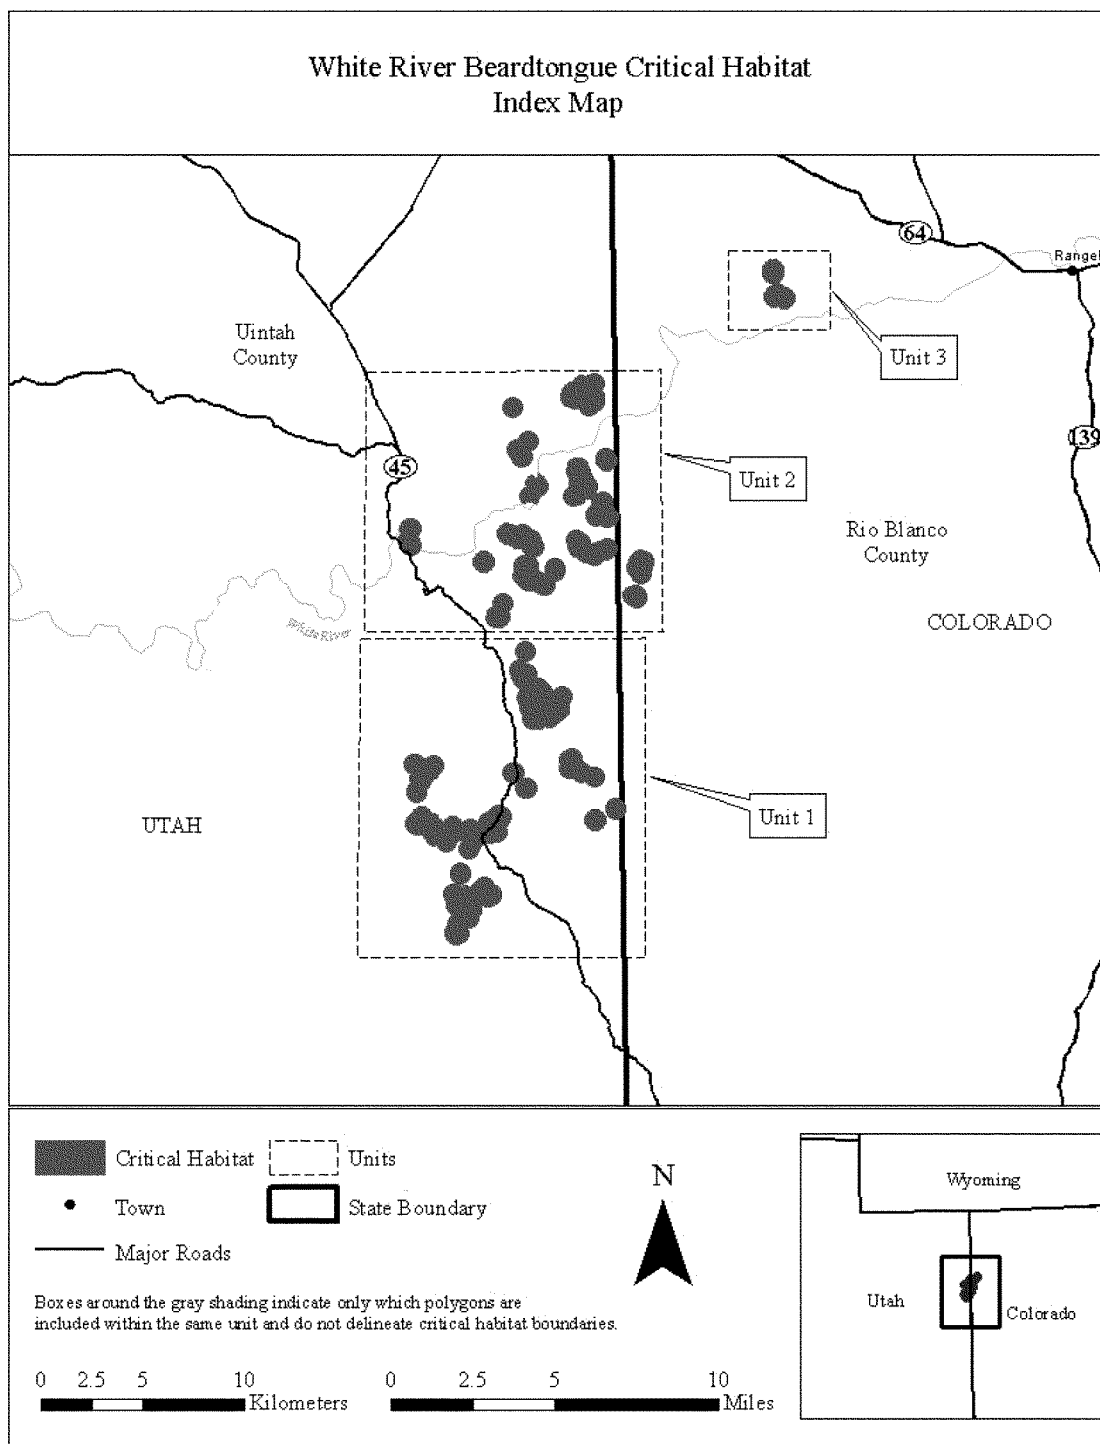 White River Beardtongue Critical Habitat
Index Map
64
Rangel
Unit 3
Uintah
County
139
45
Unit 2
Rio Blanco
County
COLORADO
White River
Unit 1
UTAH
Critical Habitat
Units
Town
State Boundary
Major Roads
N
Boxes around the gray shading indicate only which polygons are
included within the same unit and do not delineate critical habitat boundaries.
0 2.5 5 10
Kilometers
0 2.5 5 10
Miles
Wyoming
Utah
Colorado